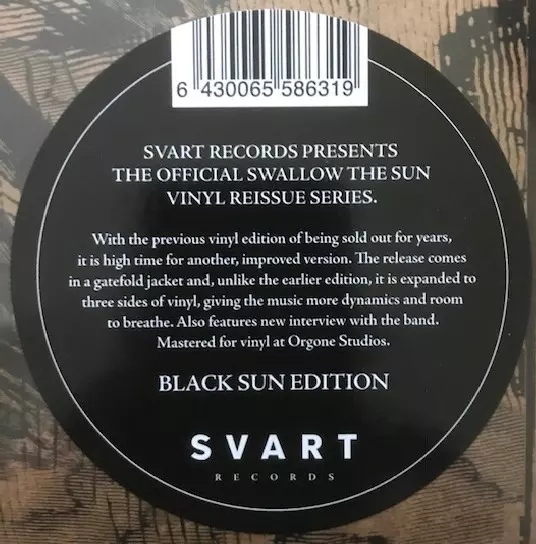 6 430065 586319
SVART RECORDS PRESENTS
THE OFFICIAL SWALLOW THE SUN
VINYL REISSUE SERIES.
With the previous vinyl edition of being sold out for years,
it is high time for another, improved version. The release comes
in a gatefold jacket and, unlike the earlier edition, it is expanded to
three sides of vinyl, giving the music more dynamics and room
to breathe. Also features new interview with the band.
Mastered for vinyl at Orgone Studios.
BLACK SUN EDITION
SVART
RECORDS